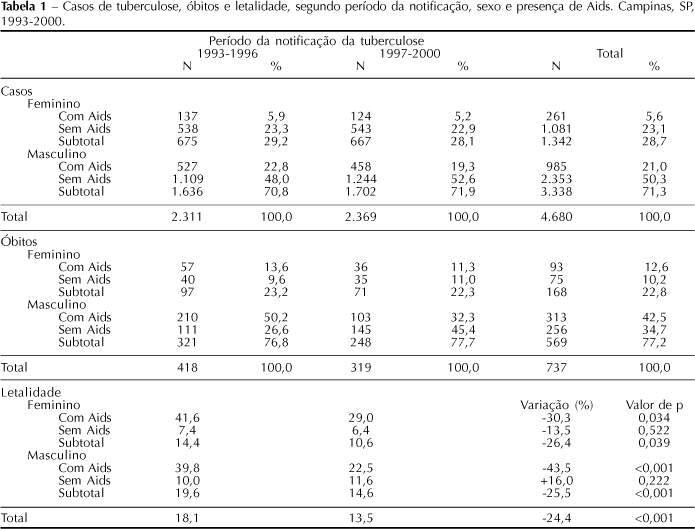 Tabela 1 – Casos de tuberculose, óbitos e letalidade, segundo período da notificação, sexo e presença de Aids. Campinas, SP,
1993-2000.
Período da notificação da tuberculose
1993-1996 1997-2000 Total
N % N % N %
Casos
Feminino
Com Aids 137 5,9 124 5,2 261 5,6
Sem Aids 538 23,3 543 22,9 1.081 23,1
Subtotal 675 29,2 667 28,1 1.342 28,7
Masculino
Com Aids 527 22,8 458 19,3 985 21,0
Sem Aids 1.109 48,0 1.244 52,6 2.353 50,3
Subtotal 1.636 70,8 1.702 71,9 3.338 71,3
Total 2.311 100,0 2.369 100,0 4.680 100,0
Óbitos
Feminino
Com Aids 57 13,6 36 11,3 93 12,6
Sem Aids 40 9,6 35 11,0 75 10,2
Subtotal 97 23,2 71 22,3 168 22,8
Masculino
Com Aids 210 50,2 103 32,3 313 42,5
Sem Aids 111 26,6 145 45,4 256 34,7
Subtotal 321 76,8 248 77,7 569 77,2
Total 418 100,0 319 100,0 737 100,0
Letalidade
Feminino Variação (%) Valor de p
Com Aids 41,6 29,0 -30,3 0,034
Sem Aids 7,4 6,4 -13,5 0,522
Subtotal 14,4 10,6 -26,4 0,039
Masculino
Com Aids 39,8 22,5 -43,5 <0,001
Sem Aids 10,0 11,6 +16,0 0,222
Subtotal 19,6 14,6 -25,5 <0,001
Total 18,1 13,5 -24,4 <0,001